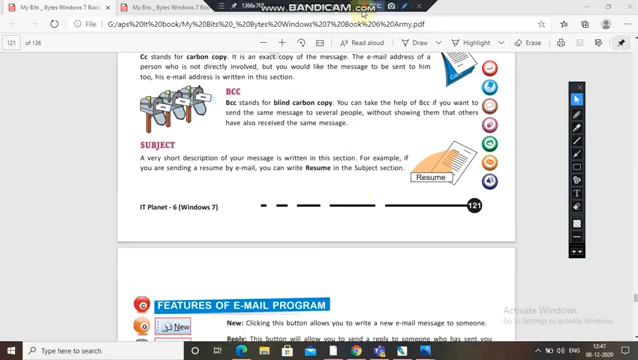 My Bits _ Bytes Windows 7 Book
My Bits _ Bytes Windows 7 Book
1366x767
WWW.BANDICAM.COM
G:/aps%20It%20book/My%20Bits%20_%20Bytes%20Windows%207%20Book%206%20Army.pdf
121 of 136
Read aloud
Draw
Highlight
Erase
Cc stands for carbon copy. It is an exact copy of the message. The e-mail address of a
person who is not directly involved, but you would like the message to be sent to him
too, his e-mail address is written in this section.
BCC
Bcc stands for blind carbon copy. You can take the help of Bcc if you want to
send the same message to several people, without showing them that others
have also received the same message.
SUBJECT
A very short description of your message is written in this section. For example, if
you are sending a resume by e-mail, you can write Resume in the Subject section.
Resume
IT Planet - 6 (Windows 7)
121
FEATURES OF E-MAIL PROGRAM
New
New: Clicking this button allows you to write a new e-mail message to someone.
Reply: This button will allow you to send a reply to someone who has sent you
Activate Windows
Go to Settings to activate Windows.
Type here to search
ENG
12:47
08-12-2020